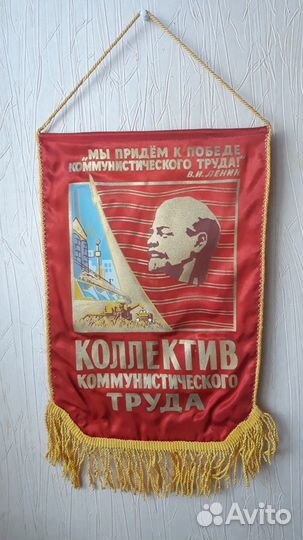 „МЫ ПРИДЁМ К ПОБЕДЕ
КОММУНИСТИЧЕСКОГО ТРУДА!"
В.И.ЛЕНИН
КОЛЛЕКТИВ
КОММУНИСТИЧЕСКОГО
ТРУДА
Avito